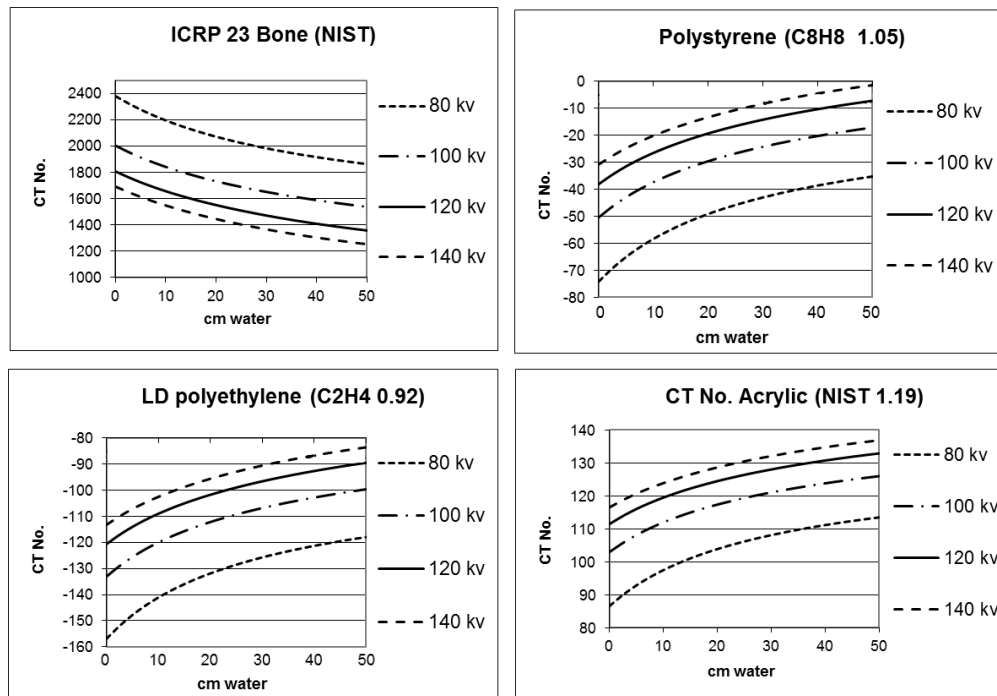 ICRP 23 Bone (NIST)
2400
2200
2000
1800
1600
1400
1200
1000
CT No.
0 10 20 30 40 50
cm water
80 kv
100 kv
120 kv
140 kv
Polystyrene (C8H8 1.05)
0
-10
-20
-30
-40
-50
-60
-70
-80
CT No.
0 10 20 30 40 50
cm water
80 kv
100 kv
120 kv
140 kv
LD polyethylene (C2H4 0.92)
-80
-90
-100
-110
-120
-130
-140
-150
-160
CT No.
0 10 20 30 40 50
cm water
80 kv
100 kv
120 kv
140 kv
CT No. Acrylic (NIST 1.19)
140
130
120
110
100
90
80
CT No.
0 10 20 30 40 50
cm water
80 kv
100 kv
120 kv
140 kv